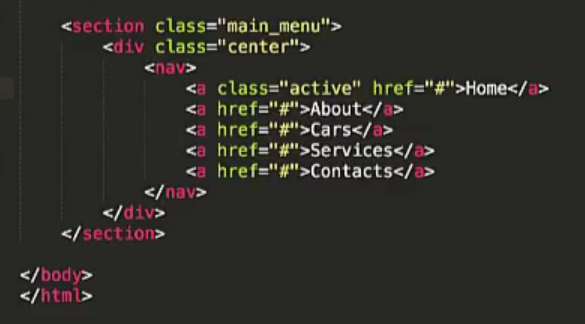 <section class="main_menu">
<div class="center">
<nav>
<a class="active" href="#">Home</a>
<a href="#">About</a>
<a href="#">Cars</a>
<a href="#">Services</a>
<a href="#">Contacts</a>
</nav>
</div>
</section>
</body>
</html>